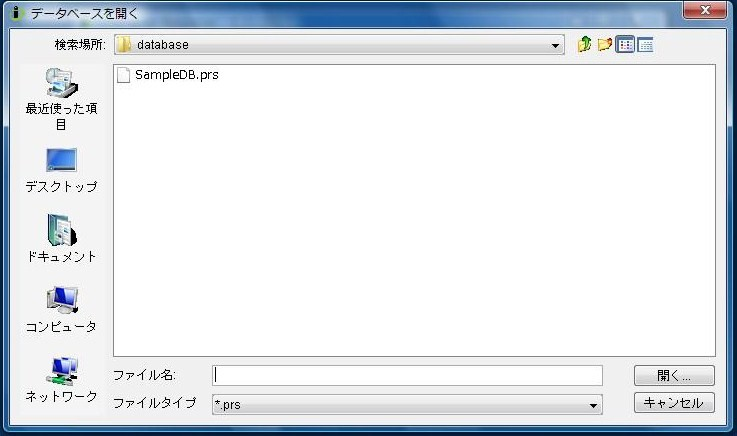 データベースを開く
検索場所:
database
SampleDB.prs
最近使った項
目
デスクトップ
ドキュメント
コンピュータ
ネットワーク
ファイル名:
開く...
ファイルタイプ
*.prs
キャンセル